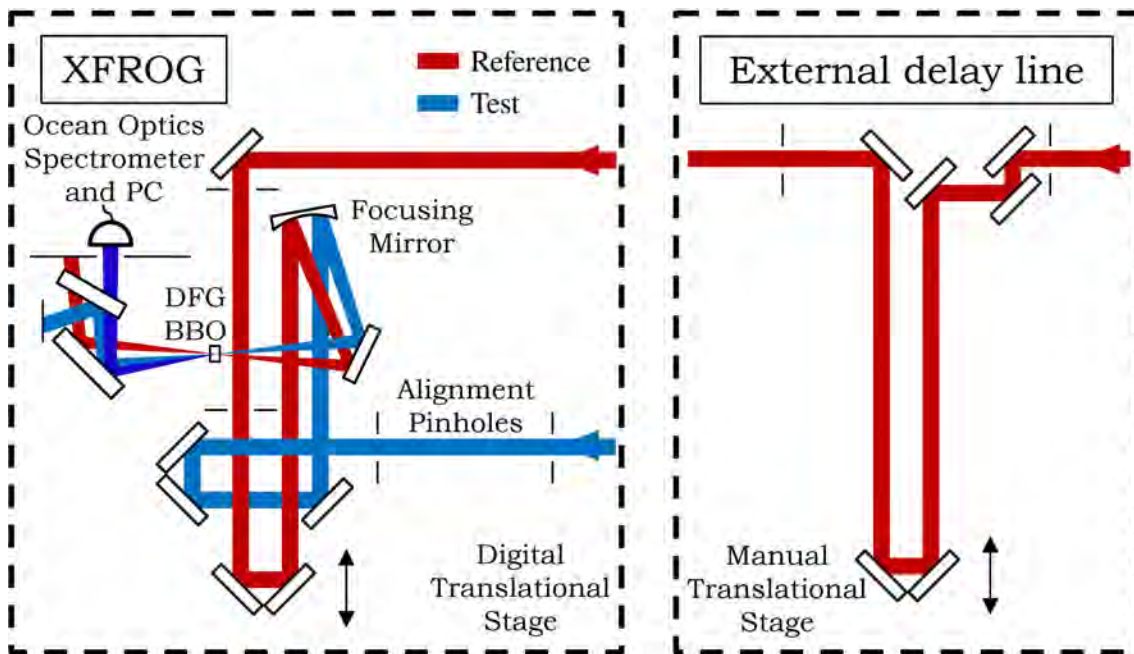 XFROG
Reference
Test
Ocean Optics
Spectrometer
and PC
Focusing
Mirror
DFG
BBO
Alignment
Pinholes
Digital
Translational
Stage
External delay line
Manual
Translational
Stage